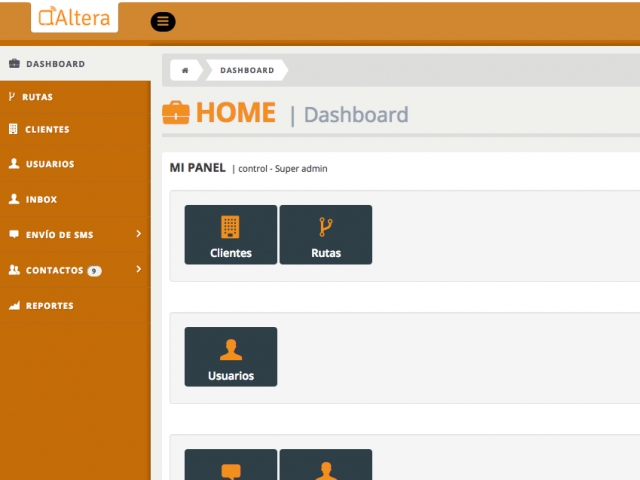 Altera
DASHBOARD
RUTAS
CLIENTES
USUARIOS
INBOX
ENVÍO DE SMS
CONTACTOS 9
REPORTES
DASHBOARD
HOME | Dashboard
MI PANEL | control - Super admin
Clientes Rutas
Usuarios